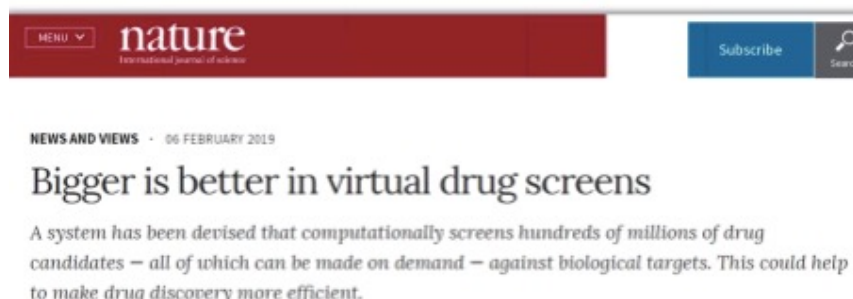 MENU
nature
International journal of science
Subscribe
Search
NEWS AND VIEWS · 06 FEBRUARY 2019
Bigger is better in virtual drug screens
A system has been devised that computationally screens hundreds of millions of drug
candidates — all of which can be made on demand — against biological targets. This could help
to make drug discovery more efficient.